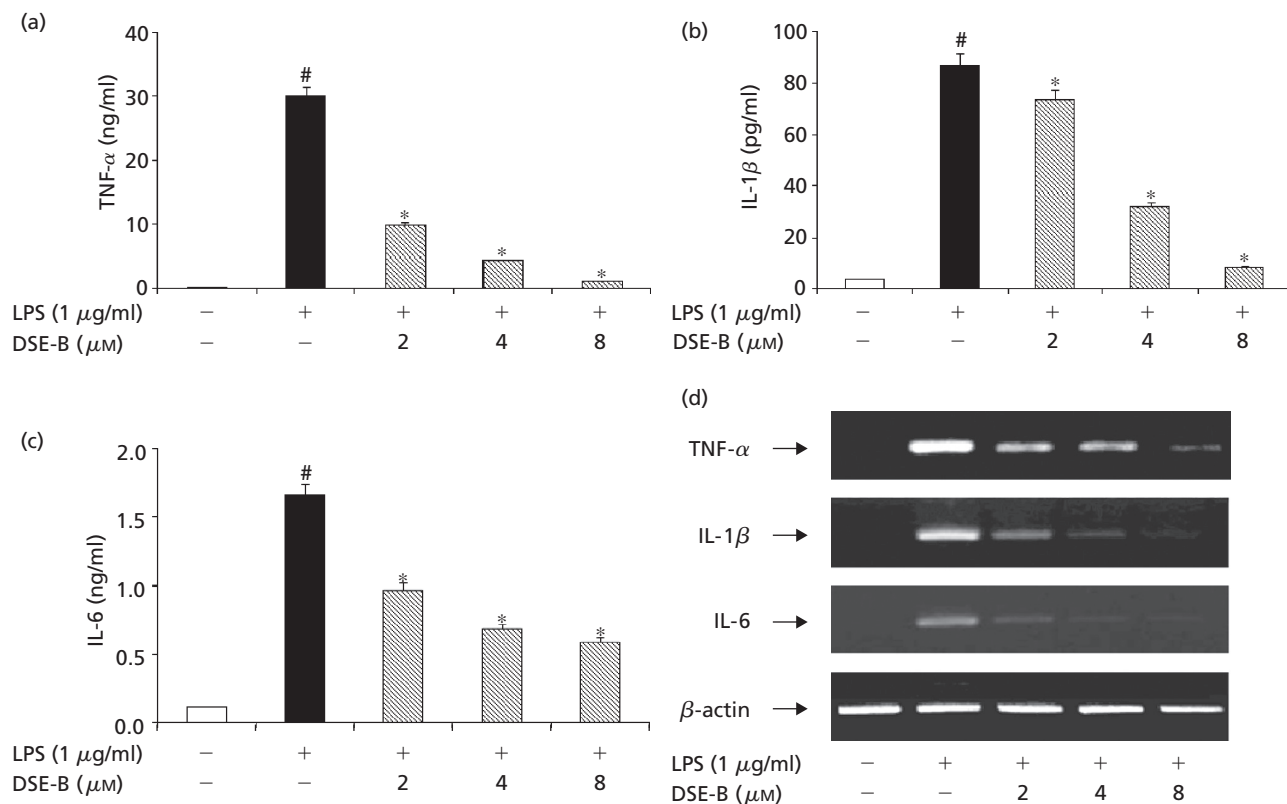 (a)
TNF-α (ng/ml)
40
30
20
10
0
#
*
*
*
LPS (1 μg/ml) − + + + +
DSE-B (μM) − − 2 4 8
(b)
IL-1β (pg/ml)
100
80
60
40
20
0
#
*
*
*
LPS (1 μg/ml) − + + + +
DSE-B (μM) − − 2 4 8
(c)
IL-6 (ng/ml)
2.0
1.5
1.0
0.5
0.0
#
*
*
*
LPS (1 μg/ml) − + + + +
DSE-B (μM) − − 2 4 8
(d)
TNF-α
IL-1β
IL-6
β-actin
LPS (1 μg/ml) − + + + +
DSE-B (μM) − − 2 4 8